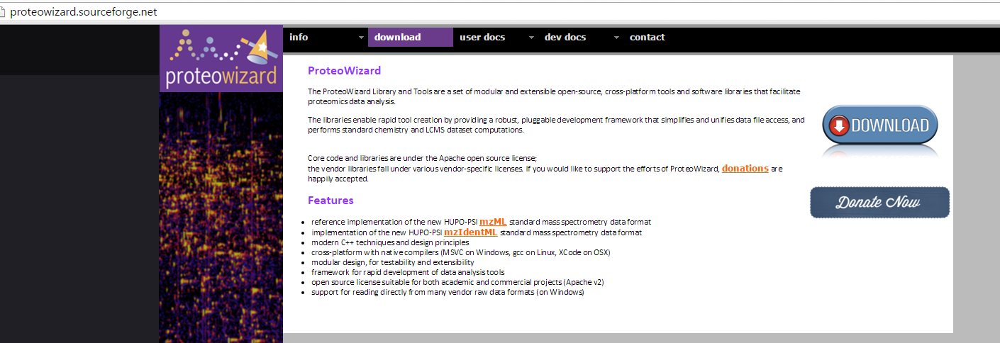 proteowizard.sourceforge.net
proteowizard
info
download
user docs
dev docs
contact
ProteoWizard
The ProteoWizard Library and Tools are a set of modular and extensible open-source, cross-platform tools and software libraries that facilitate
proteomics data analysis.
The libraries enable rapid tool creation by providing a robust, pluggable development framework that simplifies and unifies data file access, and
performs standard chemistry and LCMS dataset computations.
DOWNLOAD
Core code and libraries are under the Apache open source license;
the vendor libraries fall under various vendor-specific licenses. If you would like to support the efforts of ProteoWizard, donations are
happily accepted.
Donate Now
Features
reference implementation of the new HUPO-PSI mzML standard mass spectrometry data format
implementation of the new HUPO-PSI mzIdentML standard mass spectrometry data format
modern C++ techniques and design principles
cross-platform with native compilers (MSVC on Windows, gcc on Linux, XCode on OSX)
modular design, for testability and extensibility
framework for rapid development of data analysis tools
open source license suitable for both academic and commercial projects (Apache v2)
support for reading directly from many vendor raw data formats (on Windows)